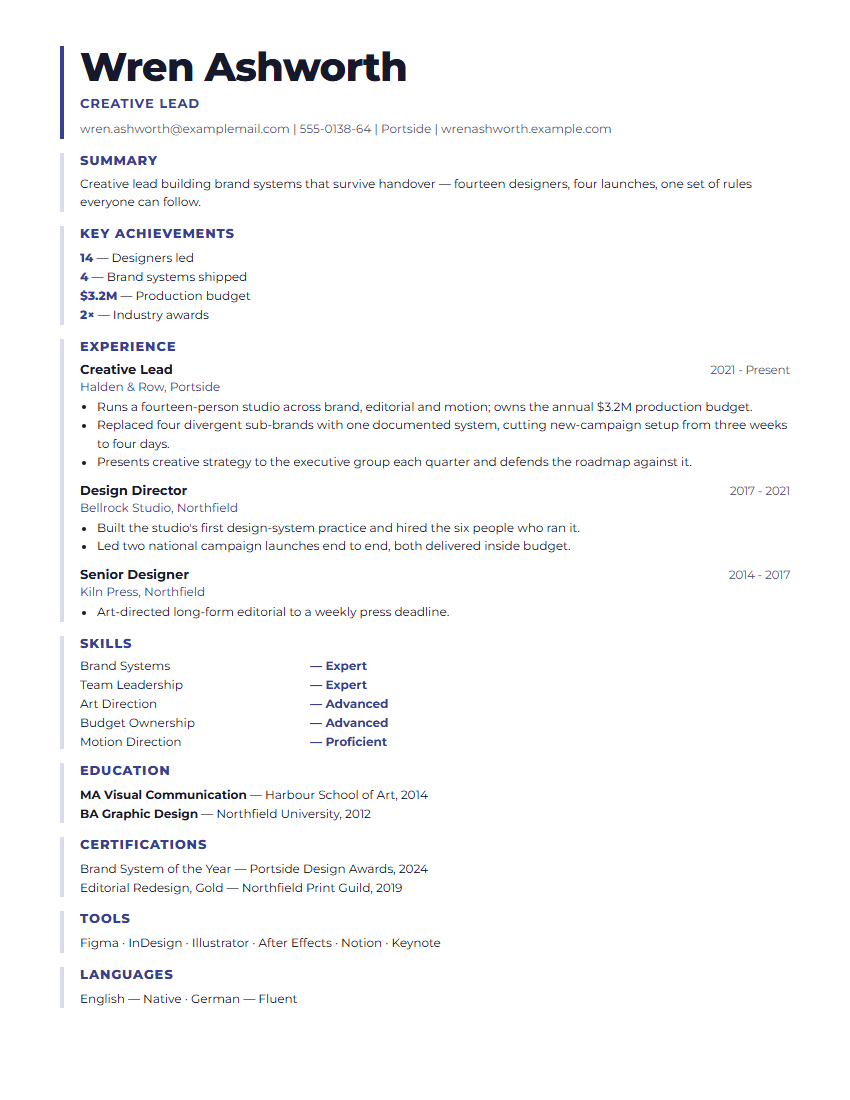 Wren Ashworth
CREATIVE LEAD
wren.ashworth@examplemail.com | 555-0138-64 | Portside | wrenashworth.example.com
SUMMARY
Creative lead building brand systems that survive handover — fourteen designers, four launches, one set of rules
everyone can follow.
KEY ACHIEVEMENTS
14 — Designers led
4 — Brand systems shipped
$3.2M — Production budget
2× — Industry awards
EXPERIENCE
Creative Lead 2021 - Present
Halden & Row, Portside
• Runs a fourteen-person studio across brand, editorial and motion; owns the annual $3.2M production budget.
• Replaced four divergent sub-brands with one documented system, cutting new-campaign setup from three weeks
to four days.
• Presents creative strategy to the executive group each quarter and defends the roadmap against it.
Design Director 2017 - 2021
Bellrock Studio, Northfield
• Built the studio's first design-system practice and hired the six people who ran it.
• Led two national campaign launches end to end, both delivered inside budget.
Senior Designer 2014 - 2017
Kiln Press, Northfield
• Art-directed long-form editorial to a weekly press deadline.
SKILLS
Brand Systems — Expert
Team Leadership — Expert
Art Direction — Advanced
Budget Ownership — Advanced
Motion Direction — Proficient
EDUCATION
MA Visual Communication — Harbour School of Art, 2014
BA Graphic Design — Northfield University, 2012
CERTIFICATIONS
Brand System of the Year — Portside Design Awards, 2024
Editorial Redesign, Gold — Northfield Print Guild, 2019
TOOLS
Figma · InDesign · Illustrator · After Effects · Notion · Keynote
LANGUAGES
English — Native · German — Fluent